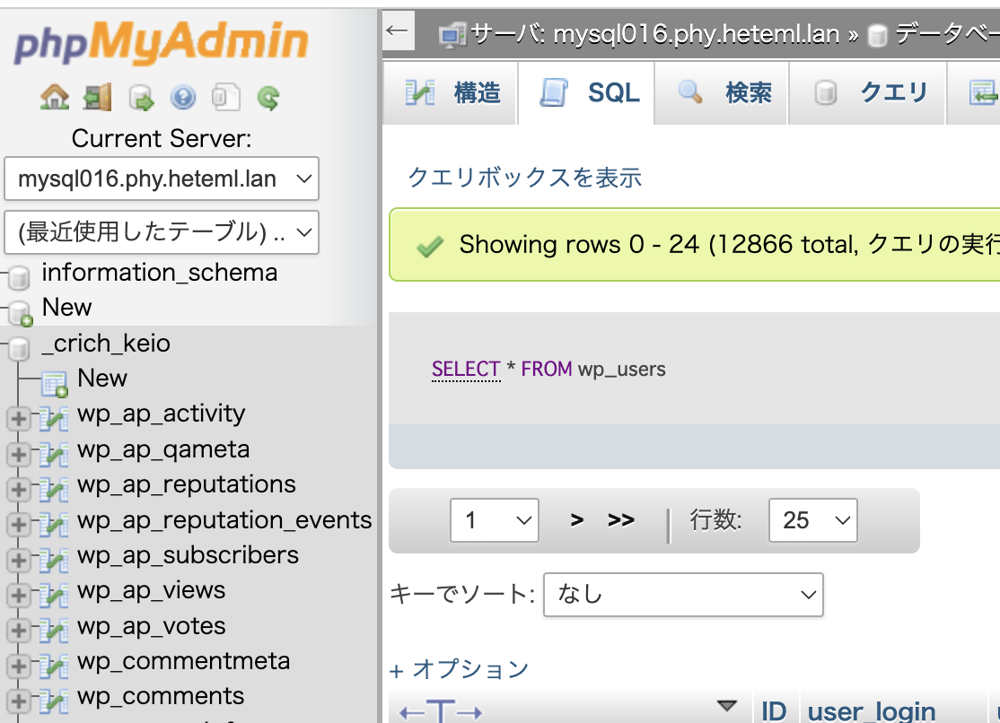 phpMyAdmin
Current Server:
mysql016.phy.heteml.lan
(最近使用したテーブル) ..
information_schema
New
_crich_keio
New
wp_ap_activity
wp_ap_qameta
wp_ap_reputations
wp_ap_reputation_events
wp_ap_subscribers
wp_ap_views
wp_ap_votes
wp_commentmeta
wp_comments
← サーバ: mysql016.phy.heteml.lan » データベー
構造 SQL 検索 クエリ
クエリボックスを表示
Showing rows 0 - 24 (12866 total, クエリの実行
SELECT * FROM wp_users
1 > >> | 行数: 25
キーでソート: なし
+ オプション
←T→ ▼ ID user_login